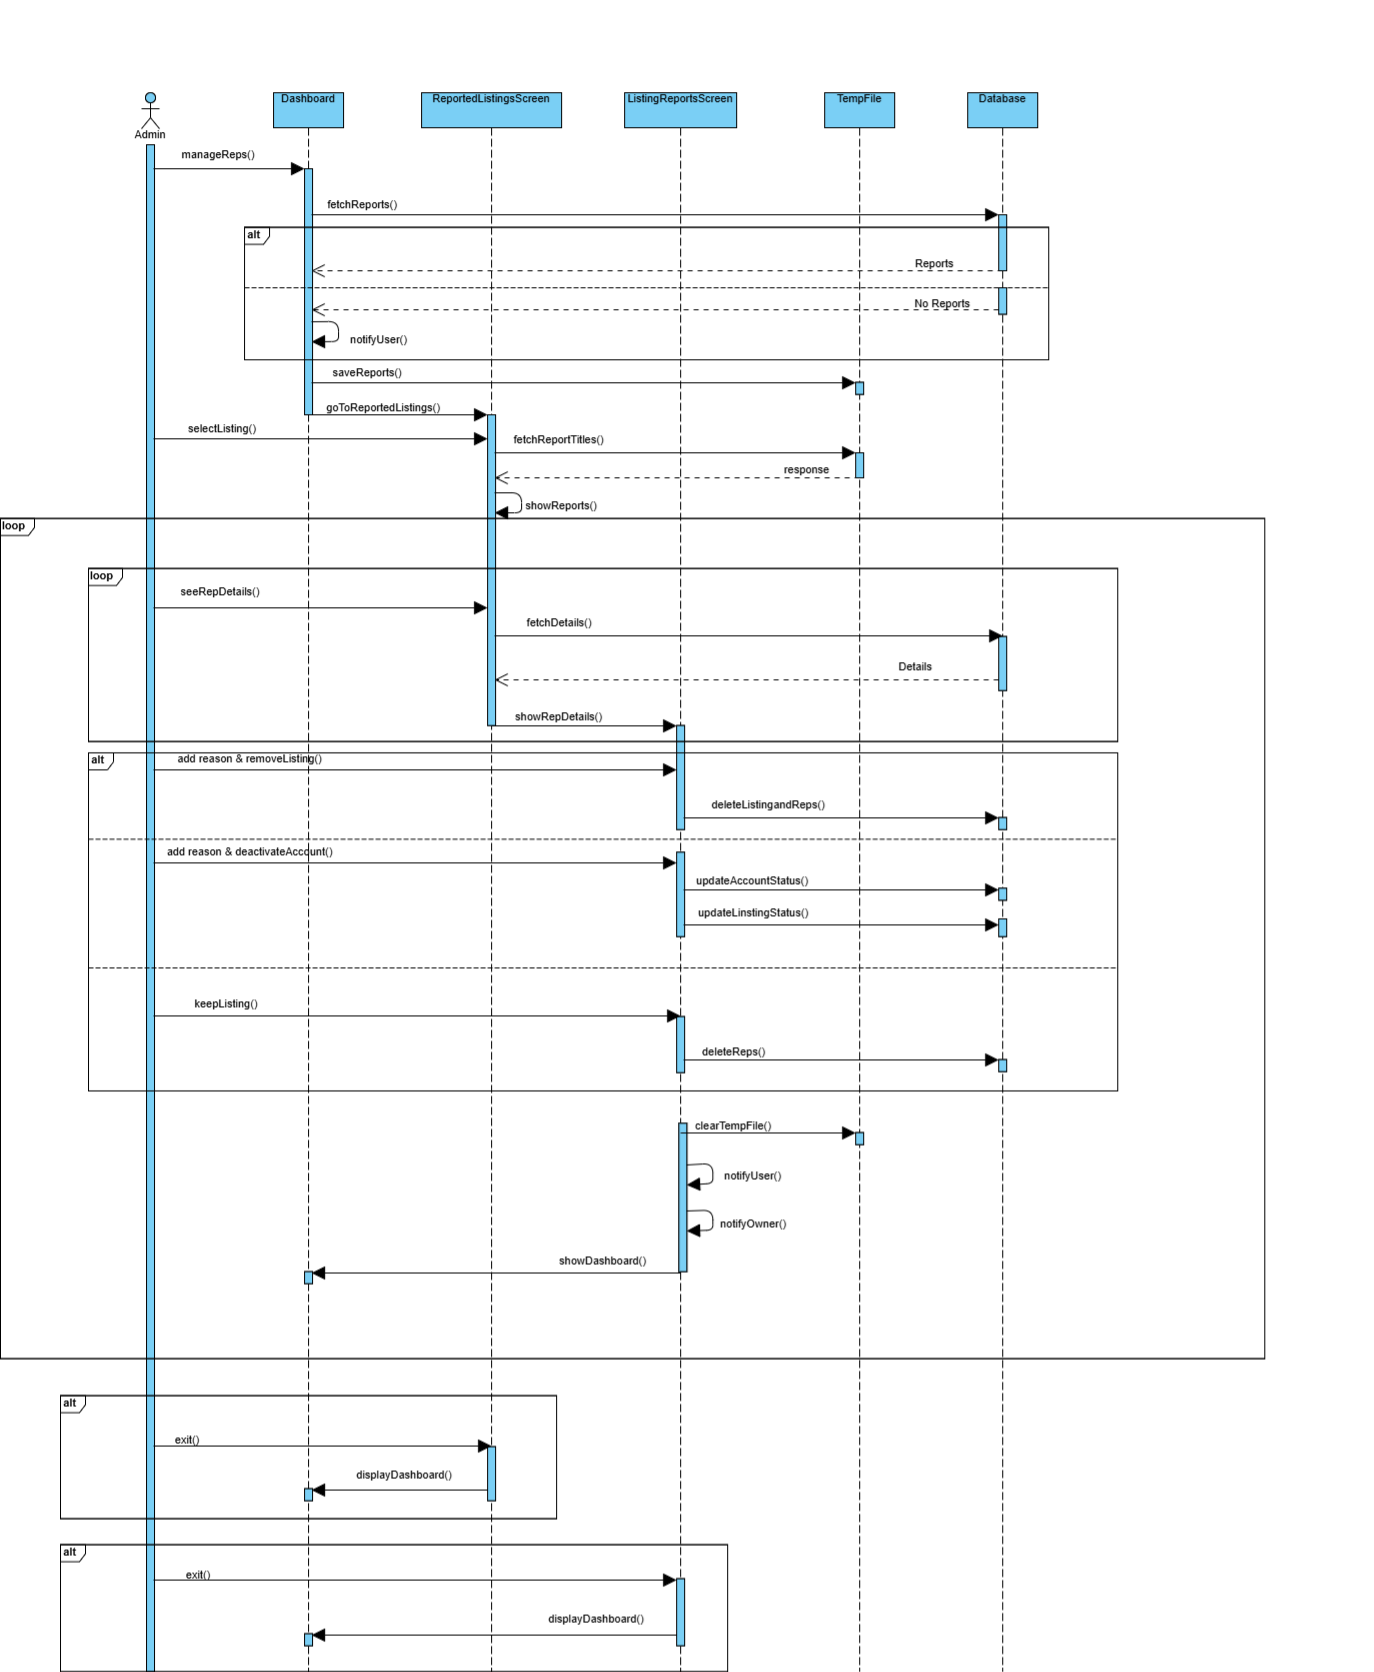 Dashboard
ReportedListingsScreen
ListingReportsScreen
TempFile
Database
Admin
manageReps()
fetchReports()
alt
Reports
No Reports
notifyUser()
saveReports()
goToReportedListings()
selectListing()
fetchReportTitles()
response
showReports()
loop
loop
seeRepDetails()
fetchDetails()
Details
showRepDetails()
alt
add reason & removeListing()
deleteListingandReps()
add reason & deactivateAccount()
updateAccountStatus()
updateLinstingStatus()
keepListing()
deleteReps()
clearTempFile()
notifyUser()
notifyOwner()
showDashboard()
alt
exit()
displayDashboard()
alt
exit()
displayDashboard()